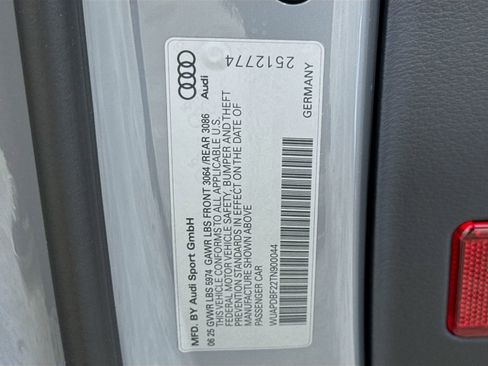 MFD. BY Audi Sport GmbH
06 25 GVWR LBS 5974 GAWR LBS FRONT 3064 /REAR 3086
THIS VEHICLE CONFORMS TO ALL APPLICABLE U.S.
FEDERAL MOTOR VEHICLE SAFETY, BUMPER AND THEFT
PREVENTION STANDARDS IN EFFECT ON THE DATE OF
MANUFACTURE SHOWN ABOVE
PASSENGER CAR
WUAPDBF22TN900044
Audi
GERMANY
2512774